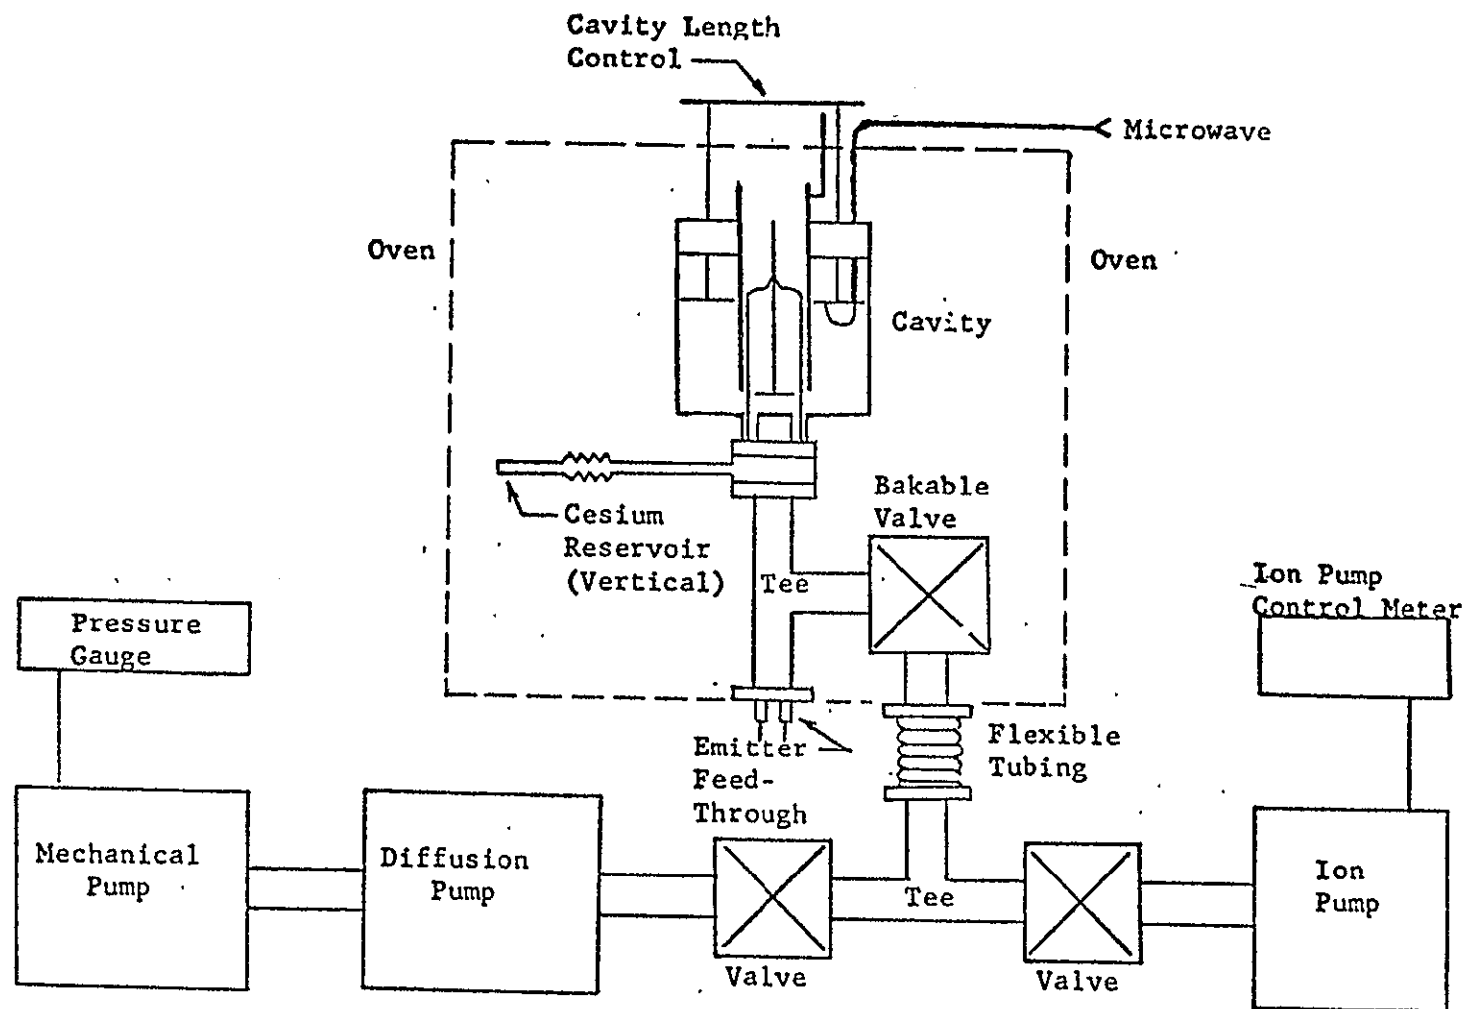 Cavity Length
Control
Microwave
Oven
Oven
Cavity
Bakable
Valve
Cesium
Reservoir
(Vertical)
Tee
Ion Pump
Control Meter
Pressure
Gauge
Emitter
Feed-
Through
Flexible
Tubing
Mechanical
Pump
Diffusion
Pump
Tee
Ion
Pump
Valve
Valve